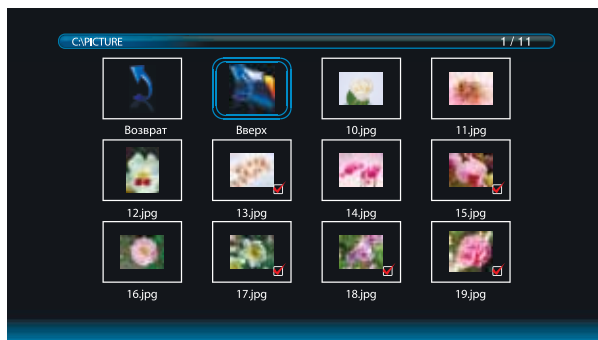 C:\PICTURE 1 / 11
Возврат Вверх 10.jpg 11.jpg
12.jpg 13.jpg 14.jpg 15.jpg
16.jpg 17.jpg 18.jpg 19.jpg